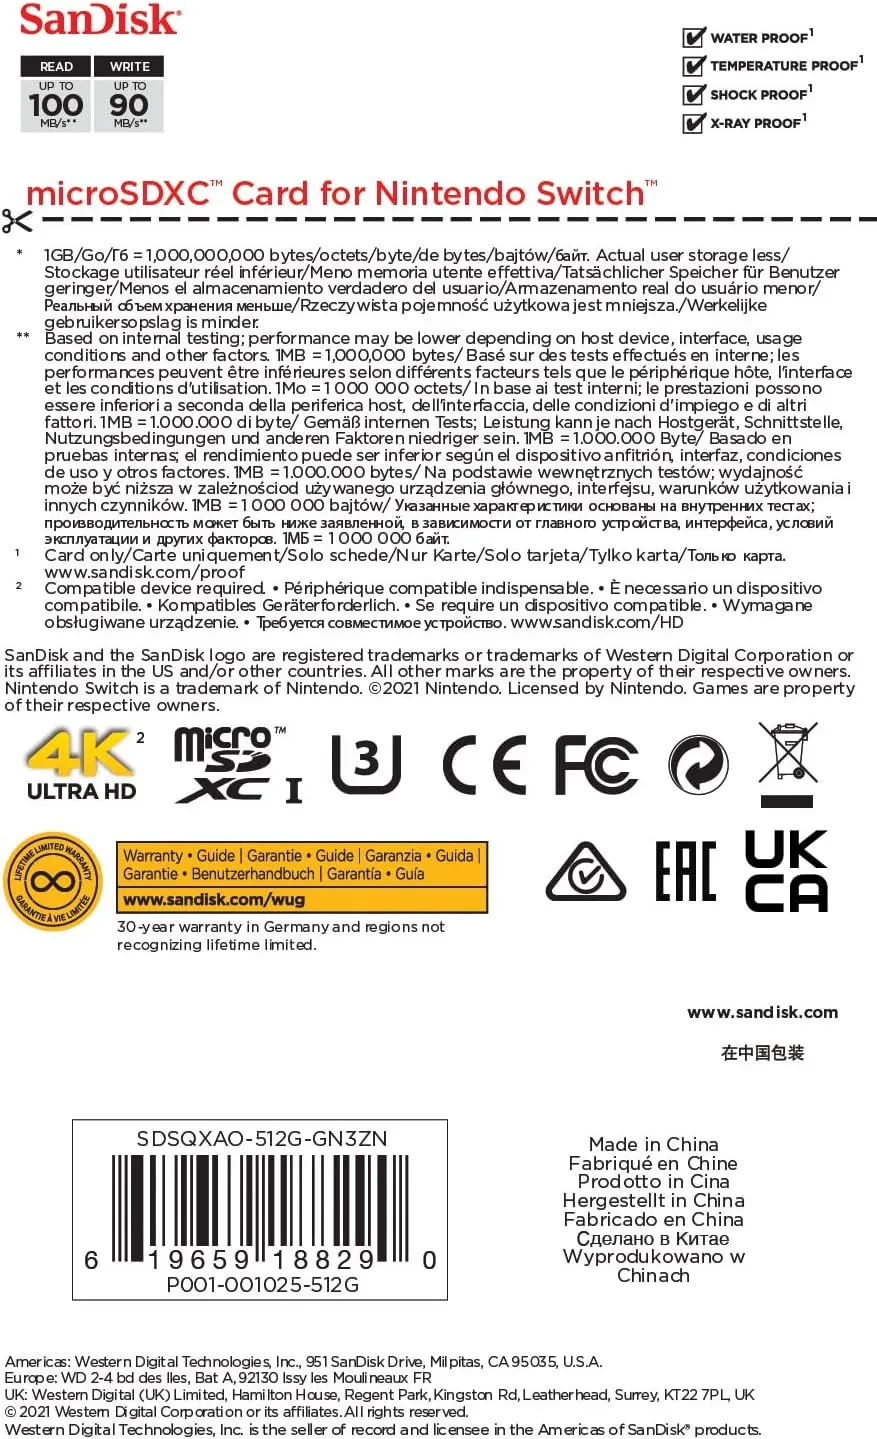 SanDisk®
READ WRITE
UP TO UP TO
100 90
MB/s** MB/s**
WATER PROOF¹
TEMPERATURE PROOF¹
SHOCK PROOF¹
X-RAY PROOF¹
microSDXC™ Card for Nintendo Switch™
* 1GB/Go/Гб = 1,000,000,000 bytes/octets/byte/de bytes/bajtów/байт. Actual user storage less/
Stockage utilisateur réel inférieur/Meno memoria utente effettiva/Tatsächlicher Speicher für Benutzer
geringer/Menos el almacenamiento verdadero del usuario/Armazenamento real do usuário menor/
Реальный объем хранения меньше/Rzeczywista pojemność użytkowa jest mniejsza./Werkelijke
gebruikersopslag is minder.
** Based on internal testing; performance may be lower depending on host device, interface, usage
conditions and other factors. 1MB = 1,000,000 bytes/ Basé sur des tests effectués en interne; les
performances peuvent être inférieures selon différents facteurs tels que le périphérique hôte, l'interface
et les conditions d'utilisation. 1Mo = 1 000 000 octets/ In base ai test interni; le prestazioni possono
essere inferiori a seconda della periferica host, dell'interfaccia, delle condizioni d'impiego e di altri
fattori. 1MB = 1.000.000 di byte/ Gemäß internen Tests; Leistung kann je nach Hostgerät, Schnittstelle,
Nutzungsbedingungen und anderen Faktoren niedriger sein. 1MB = 1.000.000 Byte/ Basado en
pruebas internas; el rendimiento puede ser inferior según el dispositivo anfitrión, interfaz, condiciones
de uso y otros factores. 1MB = 1.000.000 bytes/ Na podstawie wewnętrznych testów; wydajność
może być niższa w zależnościod używanego urządzenia głównego, interfejsu, warunków użytkowania i
innych czynników. 1MB = 1 000 000 bajtów/ Указанные характеристики основаны на внутренних тестах;
производительность может быть ниже заявленной, в зависимости от главного устройства, интерфейса, условий
эксплуатации и других факторов. 1МБ = 1 000 000 байт.
¹ Card only/Carte uniquement/Solo schede/Nur Karte/Solo tarjeta/Tylko karta/Только карта.
www.sandisk.com/proof
² Compatible device required. • Périphérique compatible indispensable. • È necessario un dispositivo
compatibile. • Kompatibles Geräterforderlich. • Se require un dispositivo compatible. • Wymagane
obsługiwane urządzenie. • Требуется совместимое устройство. www.sandisk.com/HD
SanDisk and the SanDisk logo are registered trademarks or trademarks of Western Digital Corporation or
its affiliates in the US and/or other countries. All other marks are the property of their respective owners.
Nintendo Switch is a trademark of Nintendo. ©2021 Nintendo. Licensed by Nintendo. Games are property
of their respective owners.
4K²
ULTRA HD
micro™
SD
XC I
3
CE
FC
LIFETIME LIMITED WARRANTY
GARANTIE À VIE LIMITÉE
Warranty • Guide | Garantie • Guide | Garanzia • Guida |
Garantie • Benutzerhandbuch | Garantía • Guía
www.sandisk.com/wug
30-year warranty in Germany and regions not
recognizing lifetime limited.
EAC
UK
CA
www.sandisk.com
在中国包装
SDSQXAO-512G-GN3ZN
6 19659 18829 0
P001-001025-512G
Made in China
Fabriqué en Chine
Prodotto in Cina
Hergestellt in China
Fabricado en China
Сделано в Китае
Wyprodukowano w
Chinach
Americas: Western Digital Technologies, Inc., 951 SanDisk Drive, Milpitas, CA 95035, U.S.A.
Europe: WD 2-4 bd des Iles, Bat A, 92130 Issy les Moulineaux FR
UK: Western Digital (UK) Limited, Hamilton House, Regent Park, Kingston Rd, Leatherhead, Surrey, KT22 7PL, UK
© 2021 Western Digital Corporation or its affiliates. All rights reserved.
Western Digital Technologies, Inc. is the seller of record and licensee in the Americas of SanDisk® products.